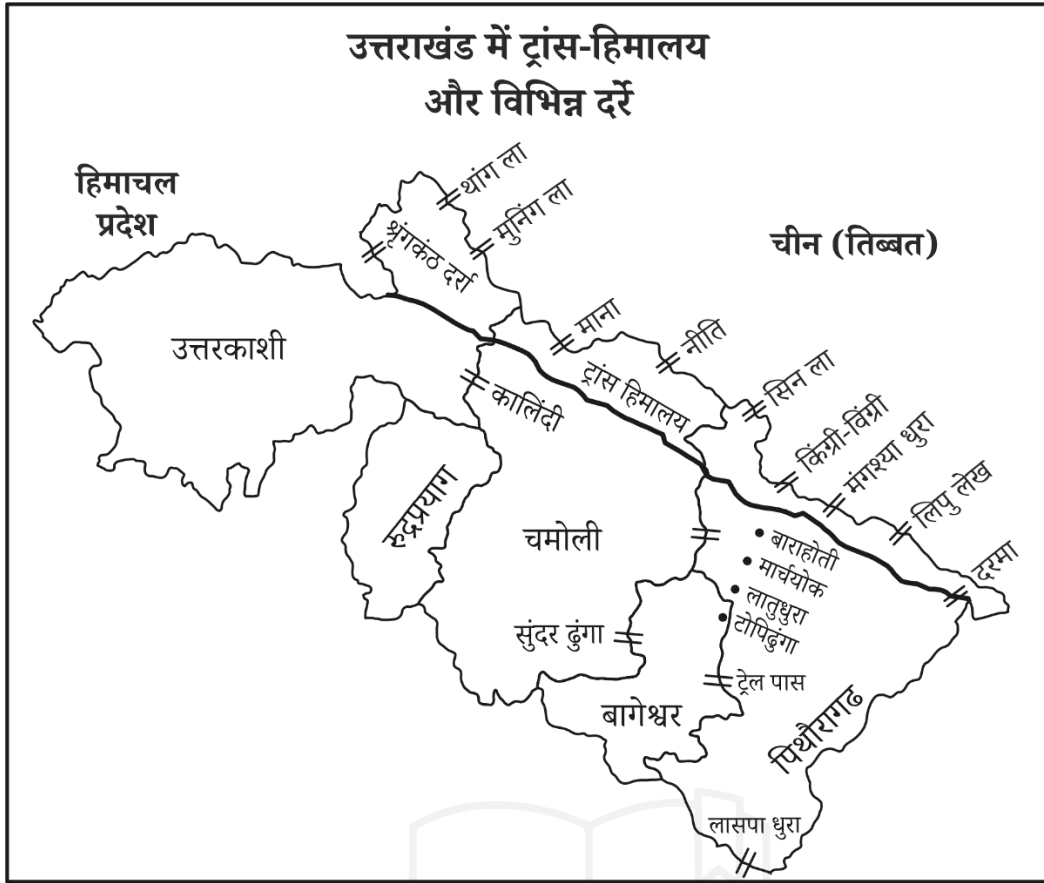 उत्तराखंड में ट्रांस-हिमालय
और विभिन्न दर्रे
हिमाचल
प्रदेश
थांग ला
मुनिंग ला
श्रृंगकंठ दर्रा
चीन (तिब्बत)
उत्तरकाशी
माना
नीति
ट्रांस हिमालय
सिन ला
कालिंदी
किंग्री-विंग्री
मंगश्या धुरा
लिपु लेख
दरमा
रुद्रप्रयाग
चमोली
बाराहोती
मार्चयोक
लातुधुरा
टोपिढुंगा
सुंदर ढुंगा
ट्रेल पास
बागेश्वर
पिथौरागढ
लासपा धुरा